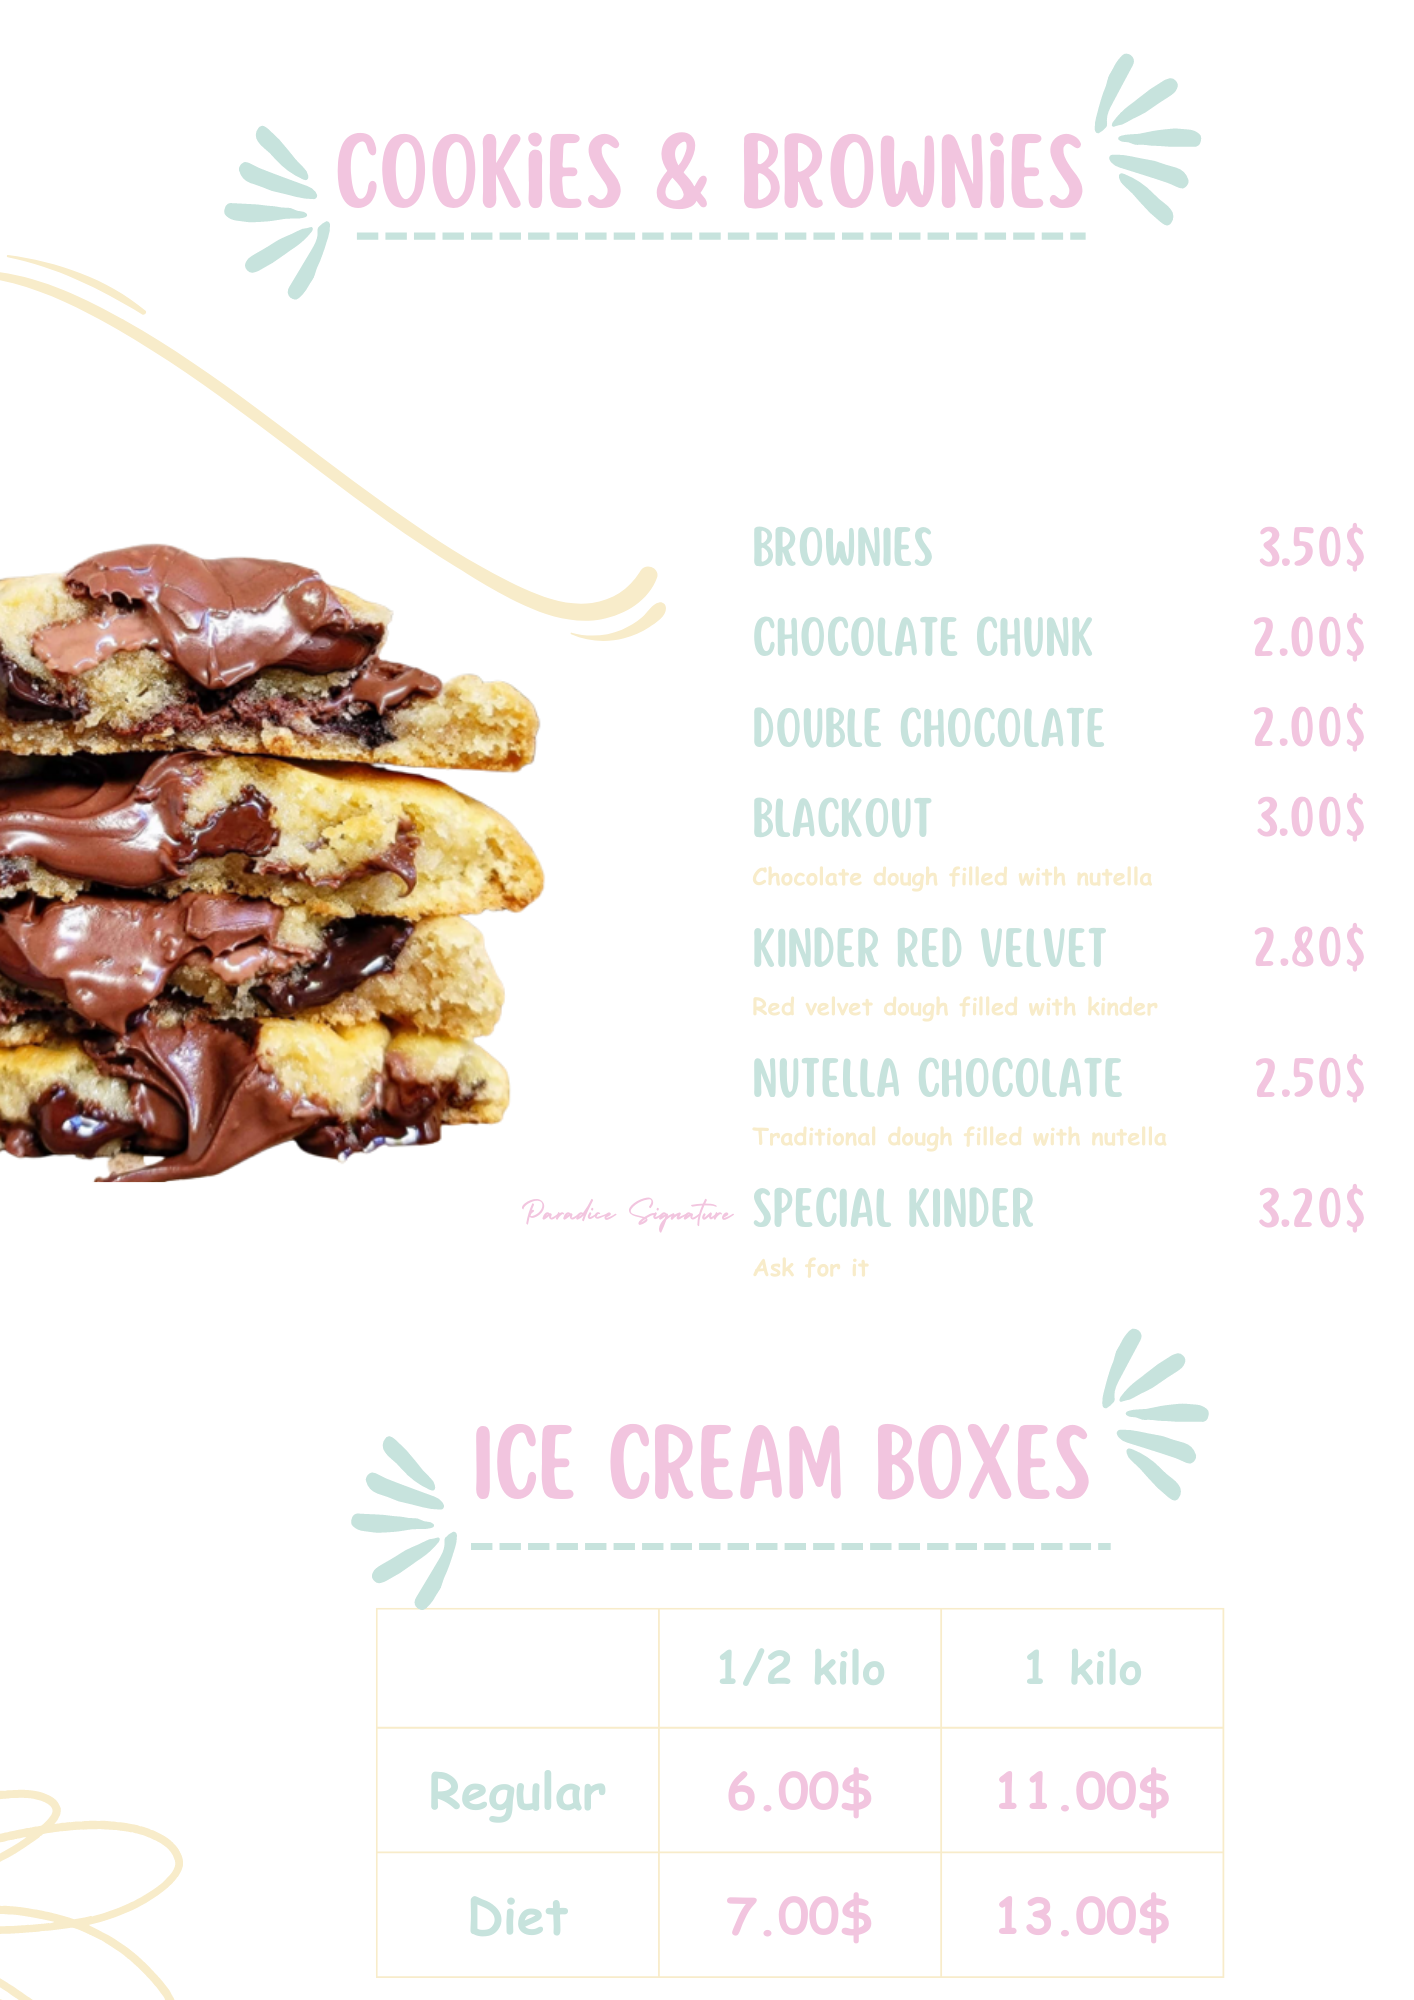 COOKiES & BROWNiES
BROWNIES 3.50$
CHOCOLATE CHUNK 2.00$
DOUBLE CHOCOLATE 2.00$
BLACKOUT 3.00$
Chocolate dough filled with nutella
KINDER RED VELVET 2.80$
Red velvet dough filled with kinder
NUTELLA CHOCOLATE 2.50$
Traditional dough filled with nutella
Paradice Signature SPECIAL KINDER 3.20$
Ask for it
ICE CREAM BOXES
1/2 kilo 1 kilo
Regular 6.00$ 11.00$
Diet 7.00$ 13.00$